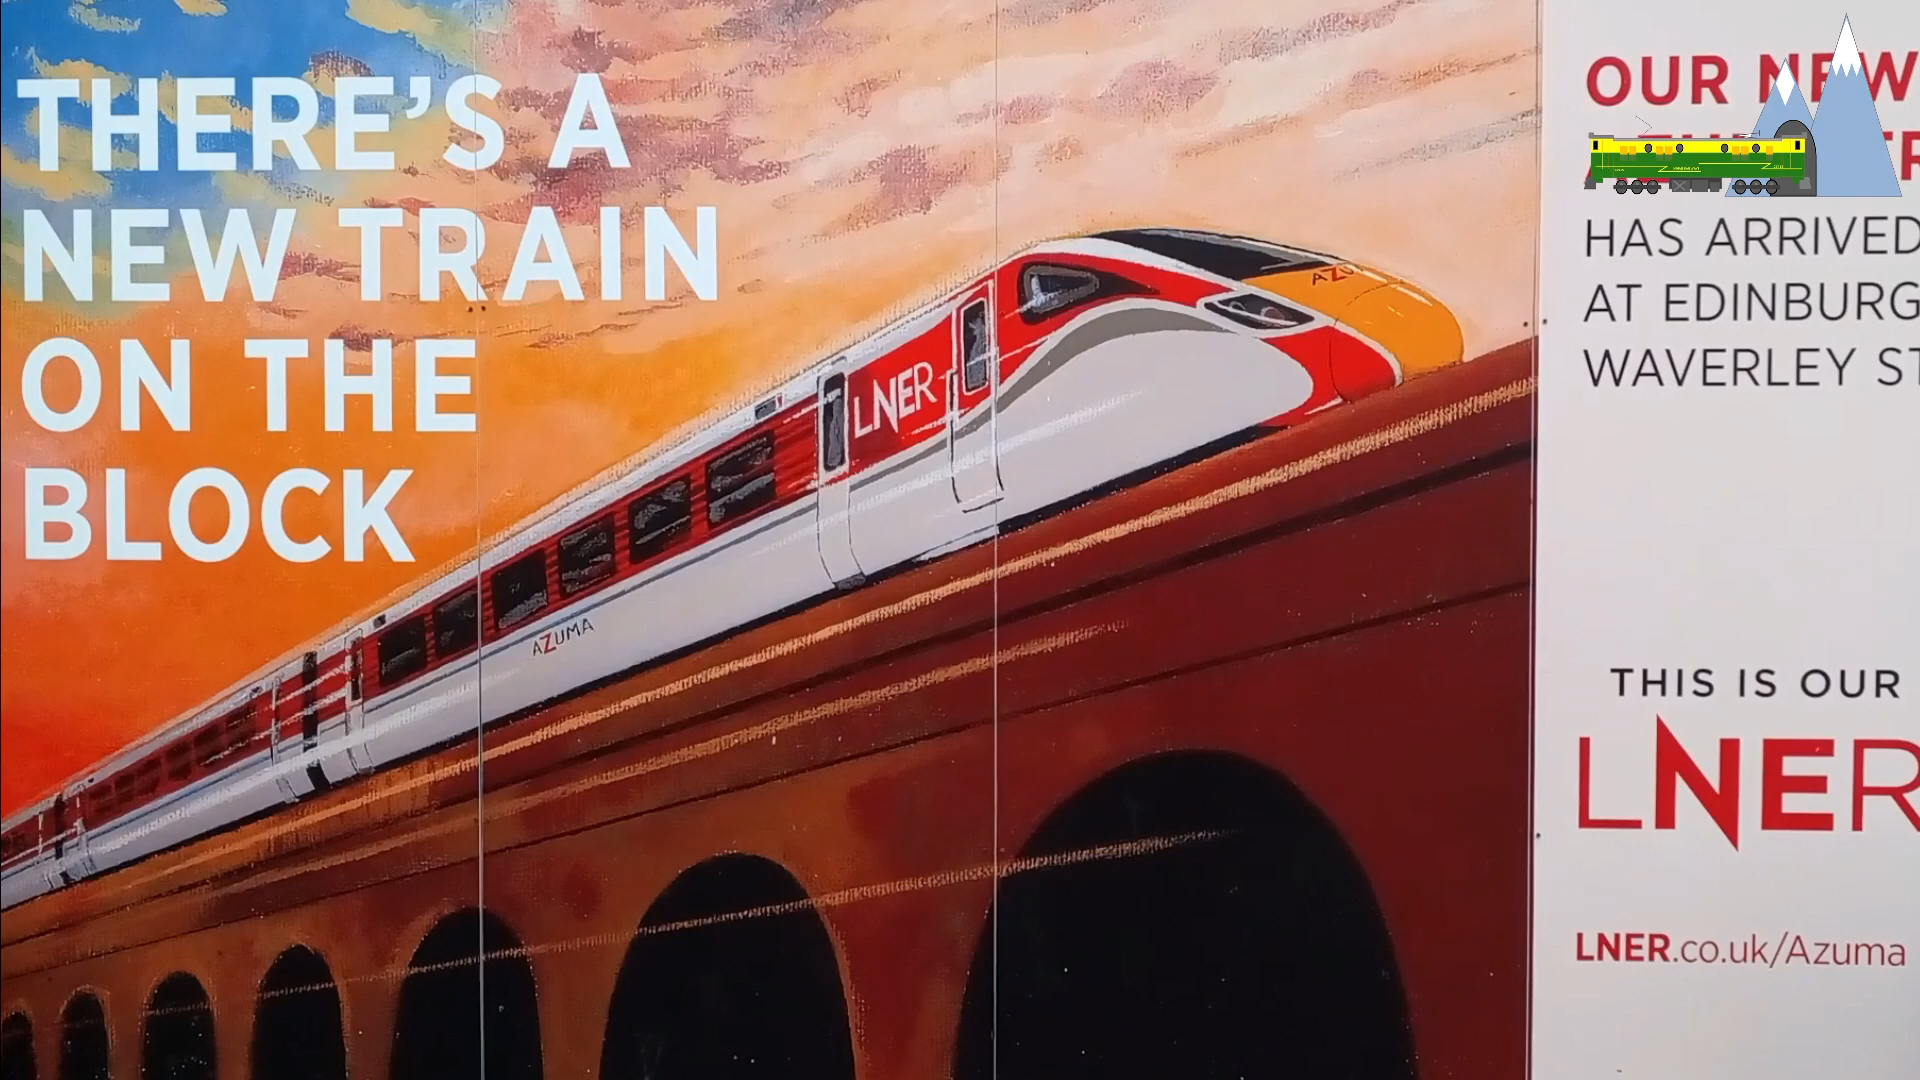 THERE'S A
NEW TRAIN
ON THE
BLOCK
LNER
AZUMA
OUR NEW
HAS ARRIVED
AT EDINBURG
WAVERLEY ST
THIS IS OUR
LNER
LNER.co.uk/Azuma